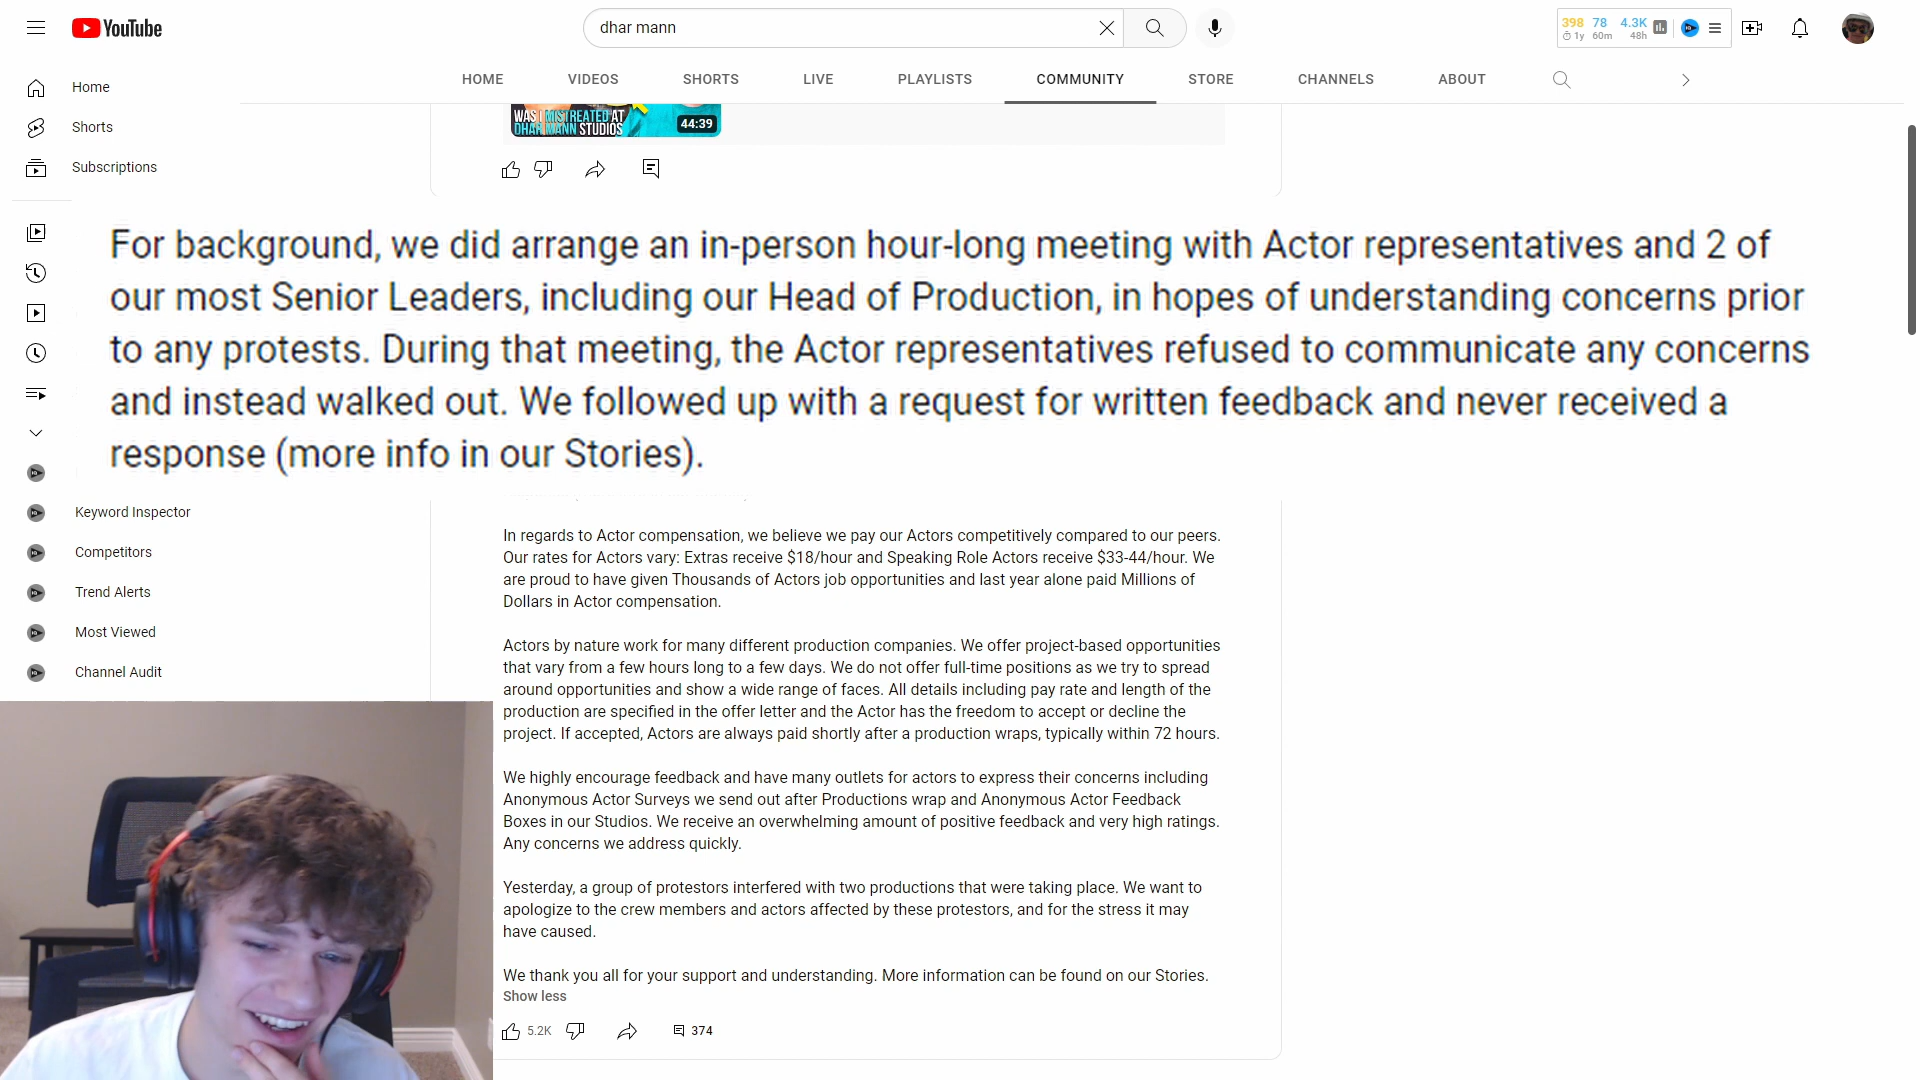 YouTube
dhar mann
398 78 4.3K
1y 60m 48h
HOME VIDEOS SHORTS LIVE PLAYLISTS COMMUNITY STORE CHANNELS ABOUT
Home
Shorts
Subscriptions
WAS I MISTREATED AT
DHAR MANN STUDIOS
44:39
For background, we did arrange an in-person hour-long meeting with Actor representatives and 2 of
our most Senior Leaders, including our Head of Production, in hopes of understanding concerns prior
to any protests. During that meeting, the Actor representatives refused to communicate any concerns
and instead walked out. We followed up with a request for written feedback and never received a
response (more info in our Stories).
Keyword Inspector
Competitors
Trend Alerts
Most Viewed
Channel Audit
In regards to Actor compensation, we believe we pay our Actors competitively compared to our peers.
Our rates for Actors vary: Extras receive $18/hour and Speaking Role Actors receive $33-44/hour. We
are proud to have given Thousands of Actors job opportunities and last year alone paid Millions of
Dollars in Actor compensation.
Actors by nature work for many different production companies. We offer project-based opportunities
that vary from a few hours long to a few days. We do not offer full-time positions as we try to spread
around opportunities and show a wide range of faces. All details including pay rate and length of the
production are specified in the offer letter and the Actor has the freedom to accept or decline the
project. If accepted, Actors are always paid shortly after a production wraps, typically within 72 hours.
We highly encourage feedback and have many outlets for actors to express their concerns including
Anonymous Actor Surveys we send out after Productions wrap and Anonymous Actor Feedback
Boxes in our Studios. We receive an overwhelming amount of positive feedback and very high ratings.
Any concerns we address quickly.
Yesterday, a group of protestors interfered with two productions that were taking place. We want to
apologize to the crew members and actors affected by these protestors, and for the stress it may
have caused.
We thank you all for your support and understanding. More information can be found on our Stories.
Show less
5.2K 374